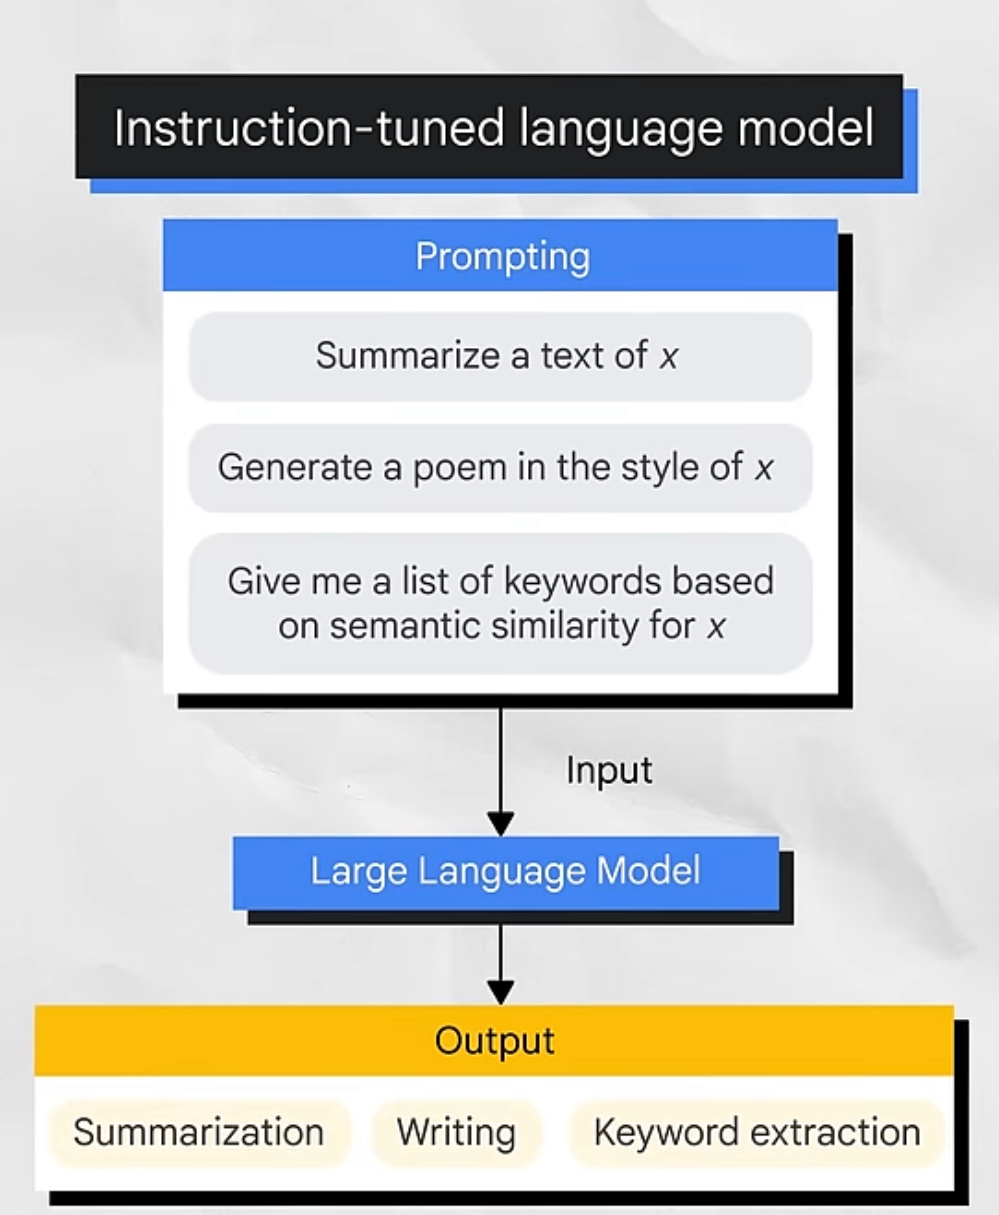 Instruction-tuned language model
Prompting
Summarize a text of x
Generate a poem in the style of x
Give me a list of keywords based
on semantic similarity for x
Input
Large Language Model
Output
Summarization Writing Keyword extraction